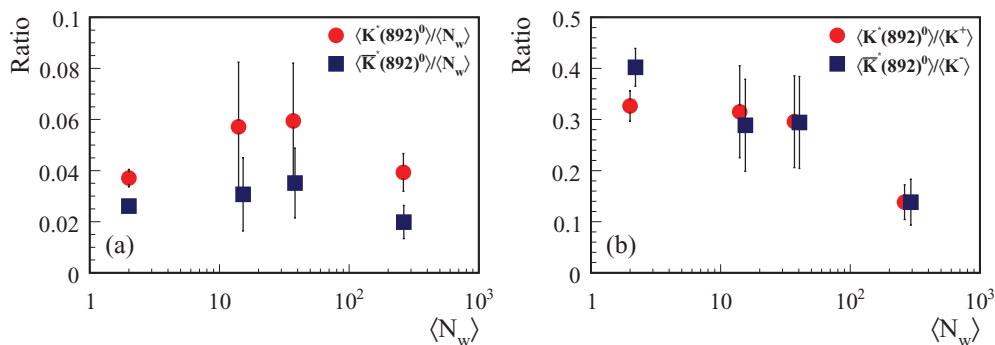 Ratio
0.1
0.08
0.06
0.04
0.02
0
⟨K*(892)⁰⟩/⟨N_w⟩
⟨K̅*(892)⁰⟩/⟨N_w⟩
(a)
1 10 10² 10³
⟨N_w⟩
Ratio
0.5
0.4
0.3
0.2
0.1
0
⟨K*(892)⁰⟩/⟨K⁺⟩
⟨K̅*(892)⁰⟩/⟨K⁻⟩
(b)
1 10 10² 10³
⟨N_w⟩